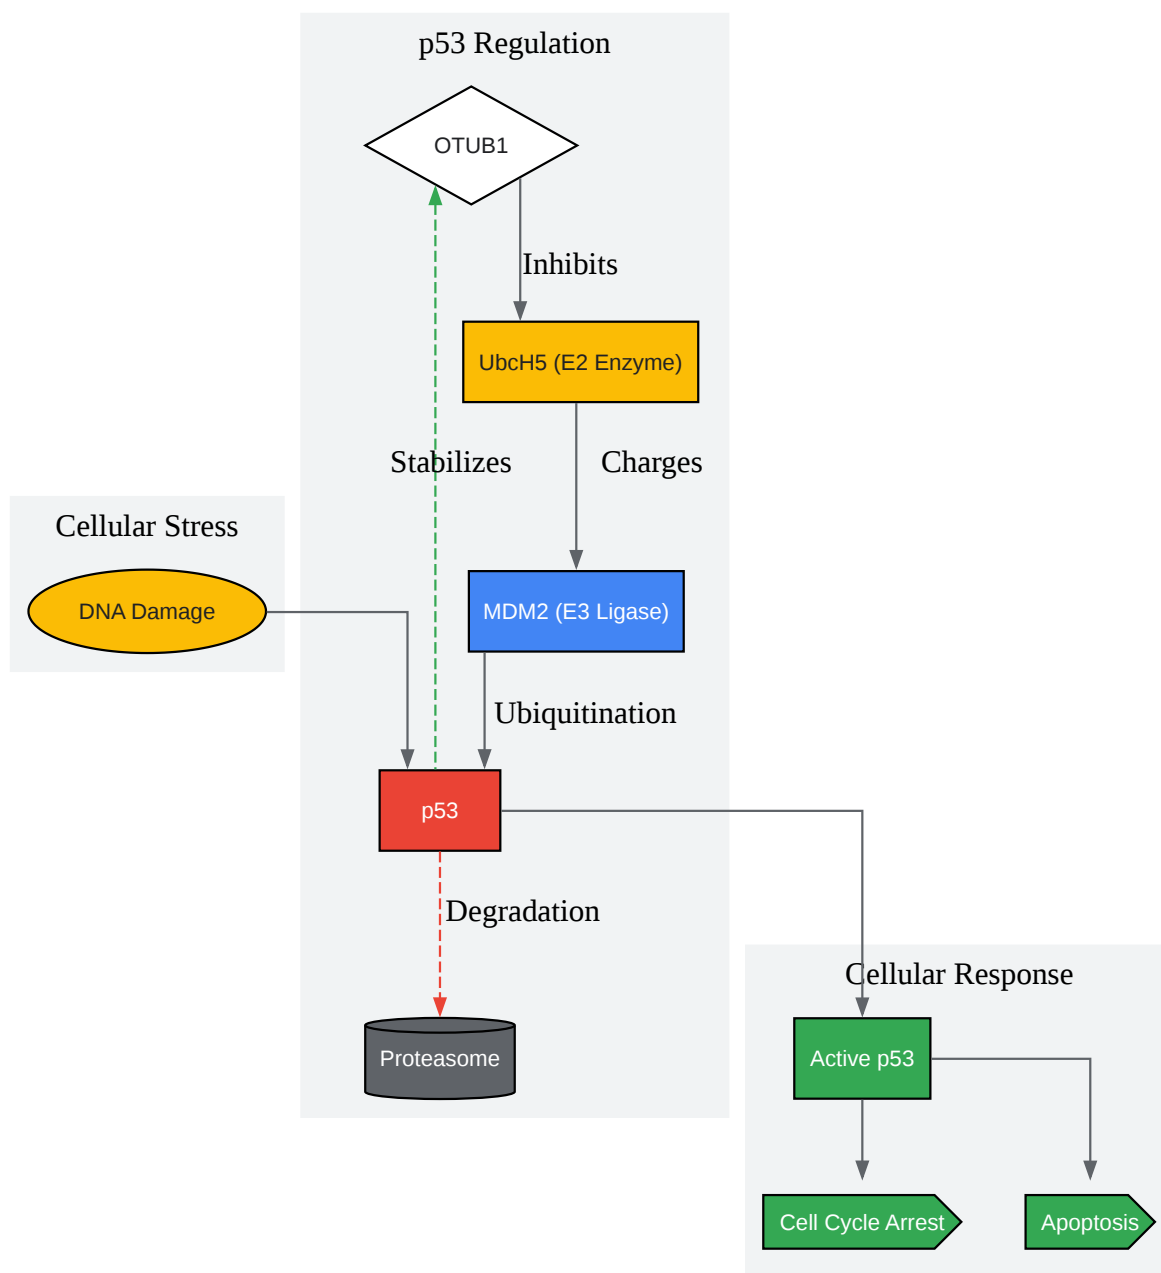 p53 Regulation
OTUB1
Inhibits
UbcH5 (E2 Enzyme)
Stabilizes
Charges
Cellular Stress
DNA Damage
MDM2 (E3 Ligase)
Ubiquitination
p53
Degradation
Cellular Response
Proteasome
Active p53
Cell Cycle Arrest
Apoptosis